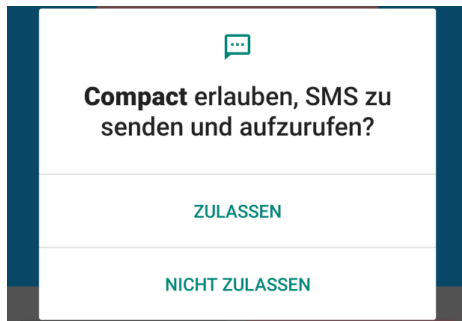 Compact erlauben, SMS zu
senden und aufzurufen?
ZULASSEN
NICHT ZULASSEN